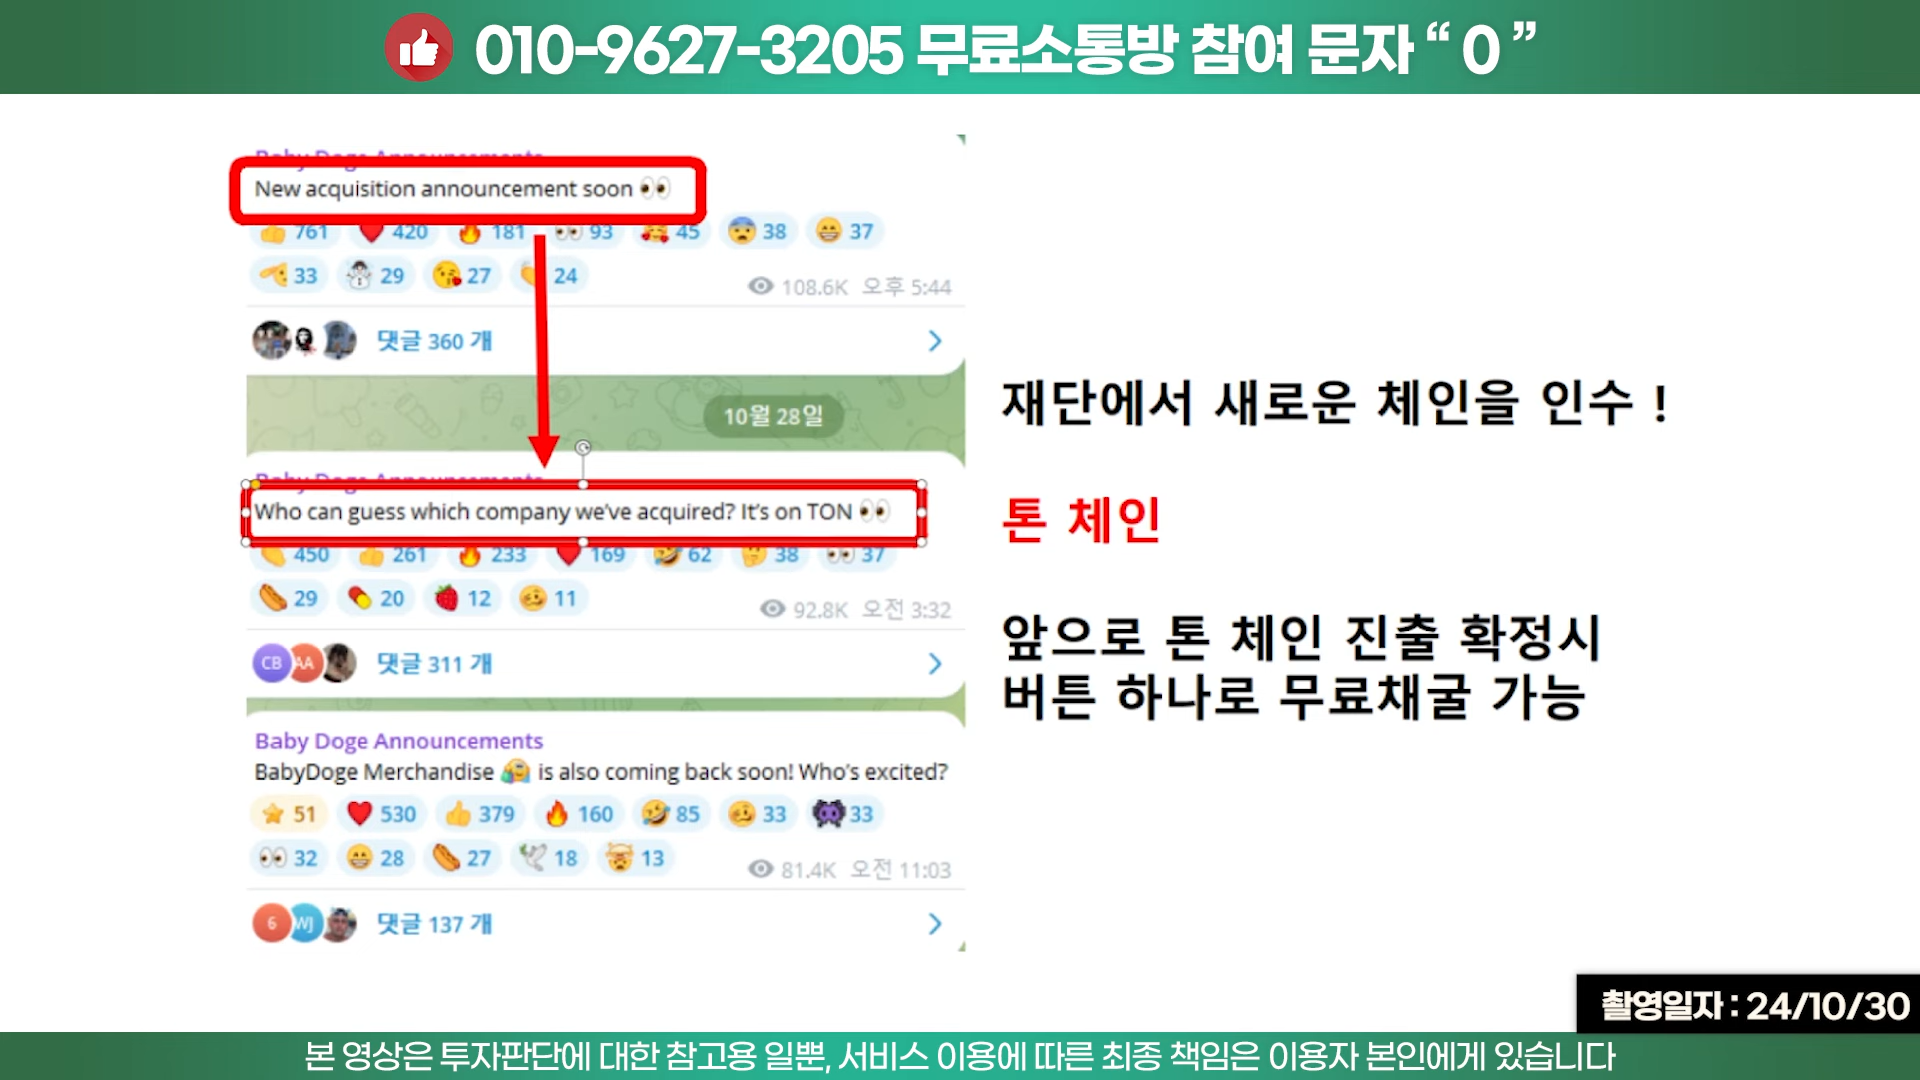 010-9627-3205 무료소통방 참여 문자 “ 0 ”
New acquisition announcement soon 👀
761 420 181 93 45 38 37
33 29 27 24
108.6K 오후 5:44
댓글 360 개
10월 28일
Who can guess which company we’ve acquired? It’s on TON 👀
450 261 233 169 62 38 37
29 20 12 11
92.8K 오전 3:32
CB AA 댓글 311 개
Baby Doge Announcements
BabyDoge Merchandise 🤗 is also coming back soon! Who’s excited?
51 530 379 160 85 33 33
32 28 27 18 13
81.4K 오전 11:03
6 WJ 댓글 137 개
재단에서 새로운 체인을 인수 !
톤 체인
앞으로 톤 체인 진출 확정시
버튼 하나로 무료채굴 가능
촬영일자 : 24/10/30
본 영상은 투자판단에 대한 참고용 일뿐, 서비스 이용에 따른 최종 책임은 이용자 본인에게 있습니다